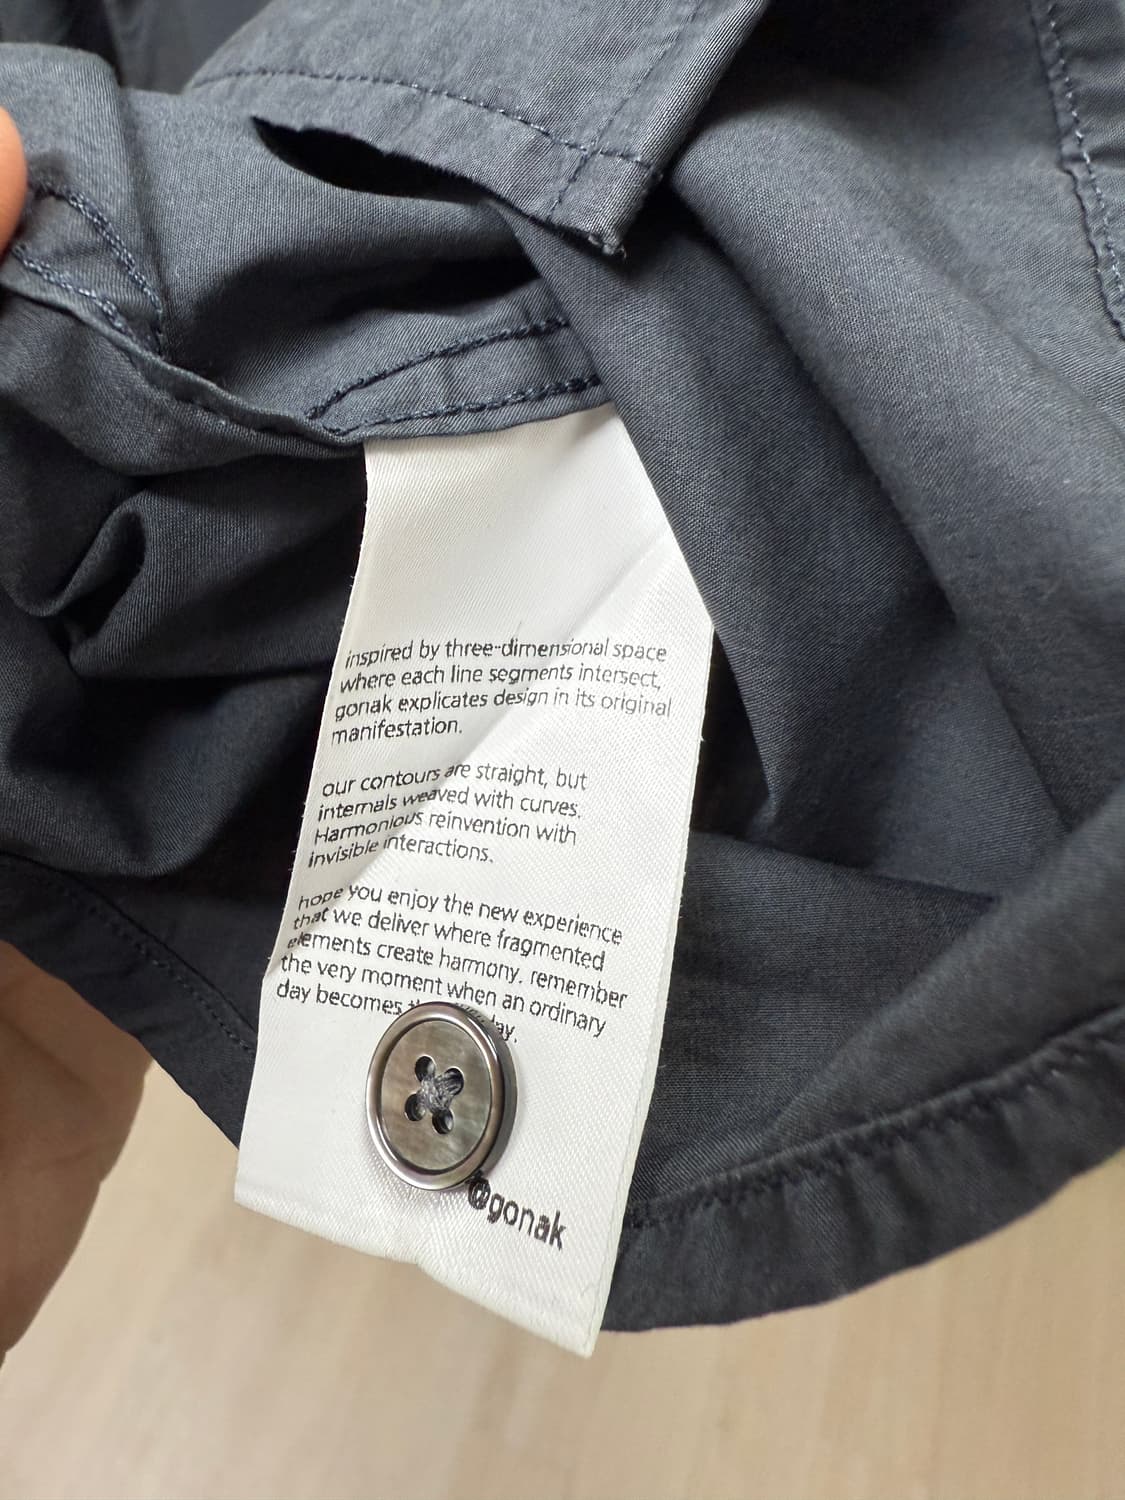 inspired by three-dimensional space
where each line segments intersect,
gonak explicates design in its original
manifestation.
our contours are straight, but
internals weaved with curves.
Harmonious reinvention with
invisible interactions.
hope you enjoy the new experience
that we deliver where fragmented
elements create harmony. remember
the very moment when an ordinary
day becomes
@gonak